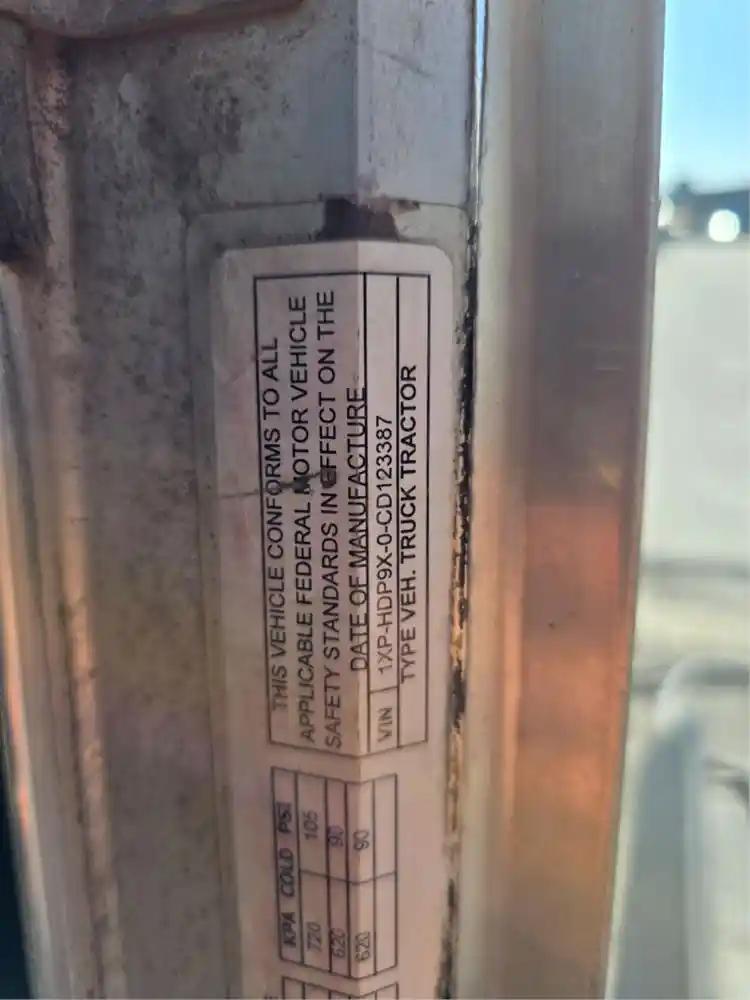 THIS VEHICLE CONFORMS TO ALL
APPLICABLE FEDERAL MOTOR VEHICLE
SAFETY STANDARDS IN EFFECT ON THE
DATE OF MANUFACTURE
VIN 1XP-HDP9X-0-CD123387
TYPE VEH. TRUCK TRACTOR
KPA COLD PSI
720 105
620 90
620 90